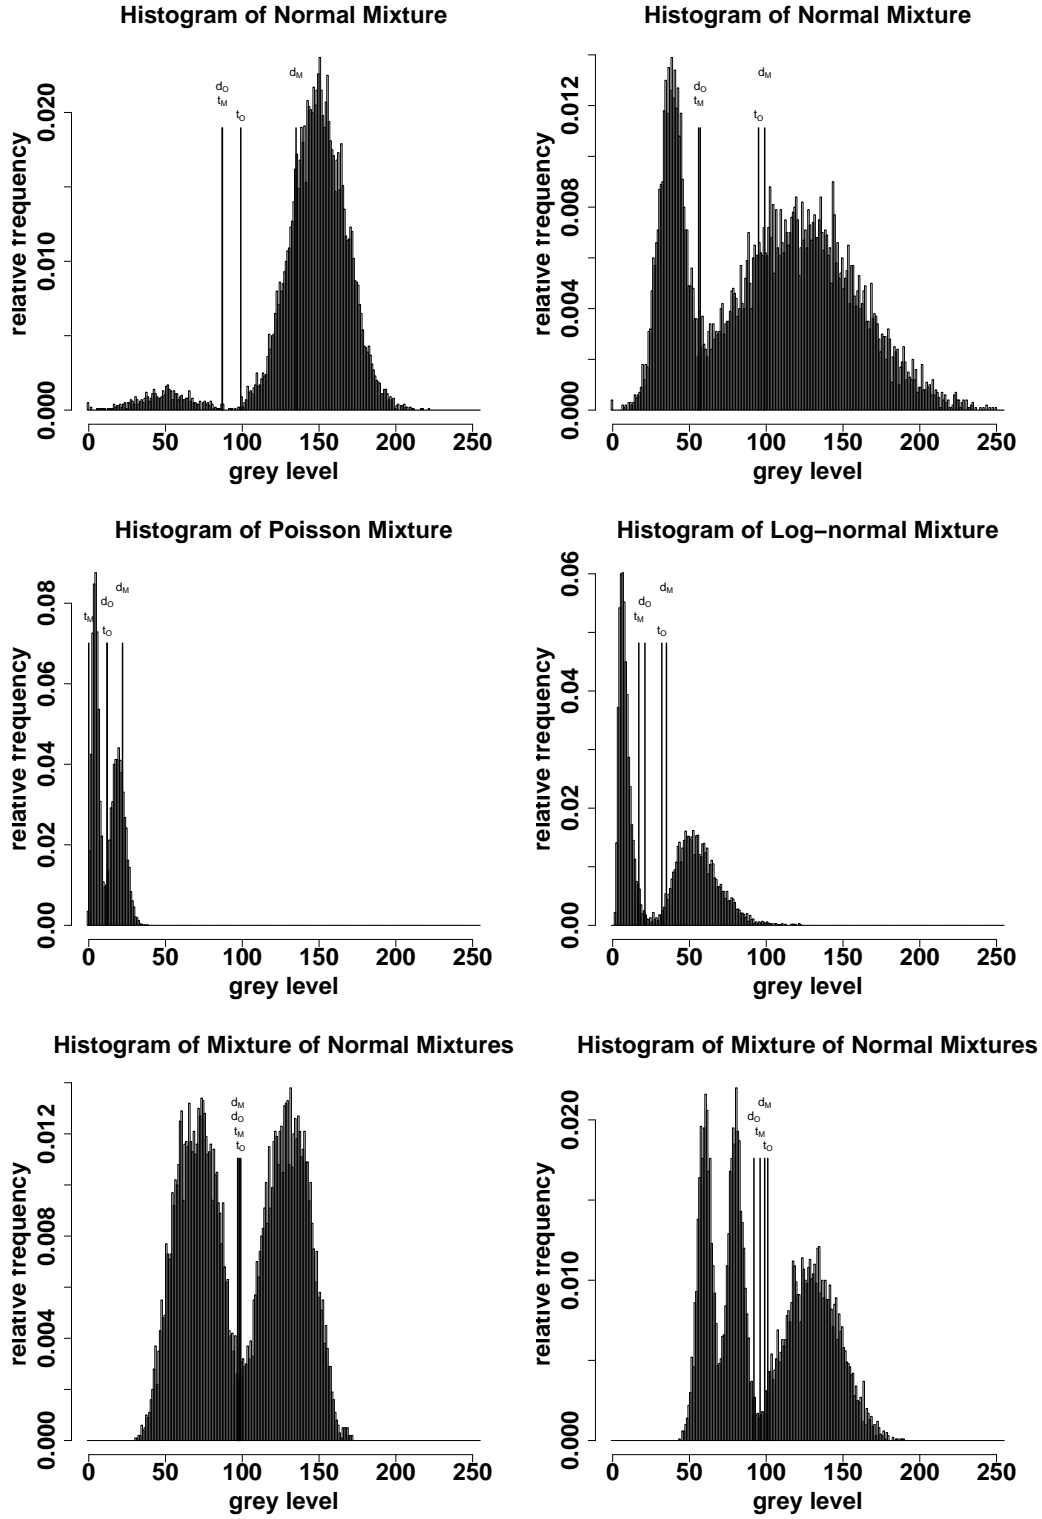 Histogram of Normal Mixture
d_M
d_O
t_M
t_O
0.000 0.010 0.020
relative frequency
0 50 100 150 200 250
grey level
Histogram of Normal Mixture
d_M
d_O
t_M
t_O
0.000 0.004 0.008 0.012
relative frequency
0 50 100 150 200 250
grey level
Histogram of Poisson Mixture
d_M
d_O
t_M
t_O
0.00 0.02 0.04 0.06 0.08
relative frequency
0 50 100 150 200 250
grey level
Histogram of Log−normal Mixture
d_M
d_O
t_M
t_O
0.00 0.02 0.04 0.06
relative frequency
0 50 100 150 200 250
grey level
Histogram of Mixture of Normal Mixtures
d_M
d_O
t_M
t_O
0.000 0.004 0.008 0.012
relative frequency
0 50 100 150 200 250
grey level
Histogram of Mixture of Normal Mixtures
d_M
d_O
t_M
t_O
0.000 0.010 0.020
relative frequency
0 50 100 150 200 250
grey level